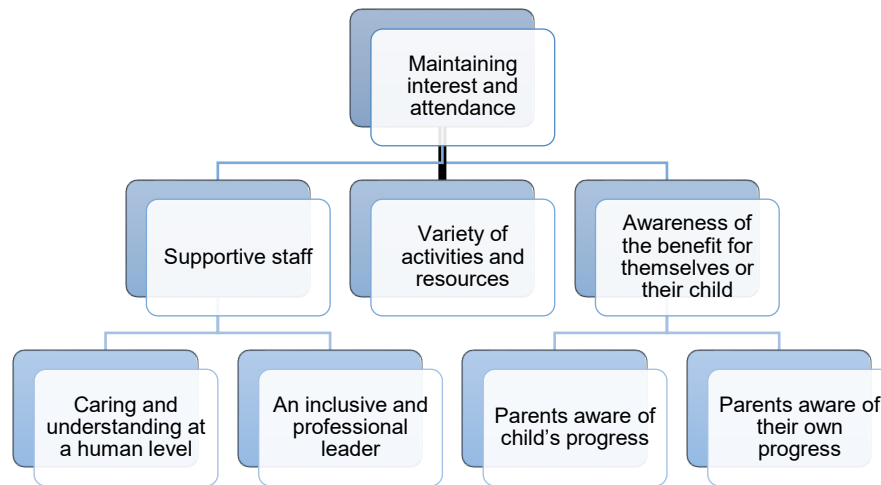 Maintaining
interest and
attendance
Supportive staff
Variety of
activities and
resources
Awareness of
the benefit for
themselves or
their child
Caring and
understanding at
a human level
An inclusive and
professional
leader
Parents aware of
child’s progress
Parents aware of
their own
progress